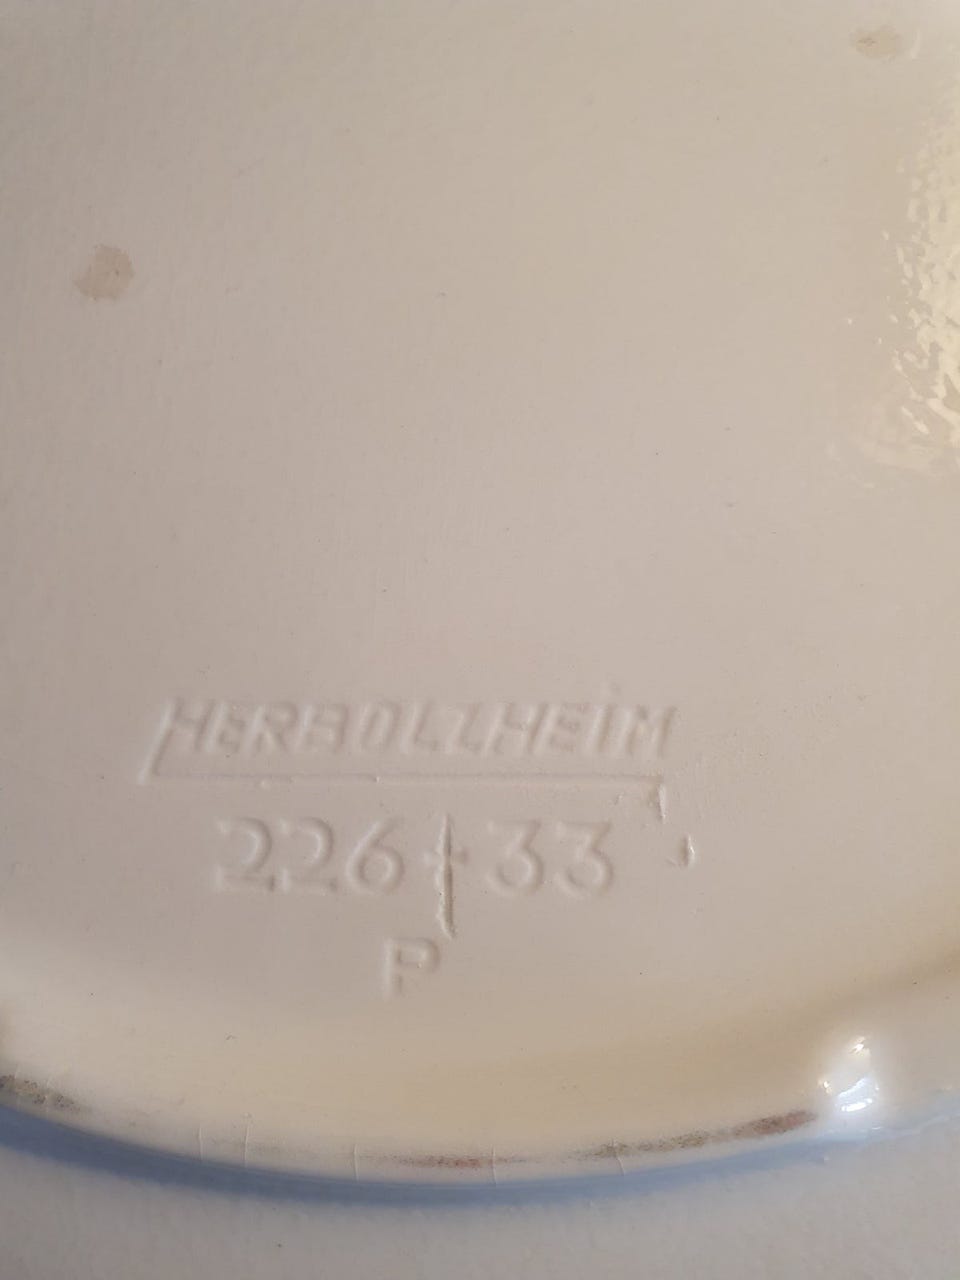 HERBOLZHEIM
226 + 33
P